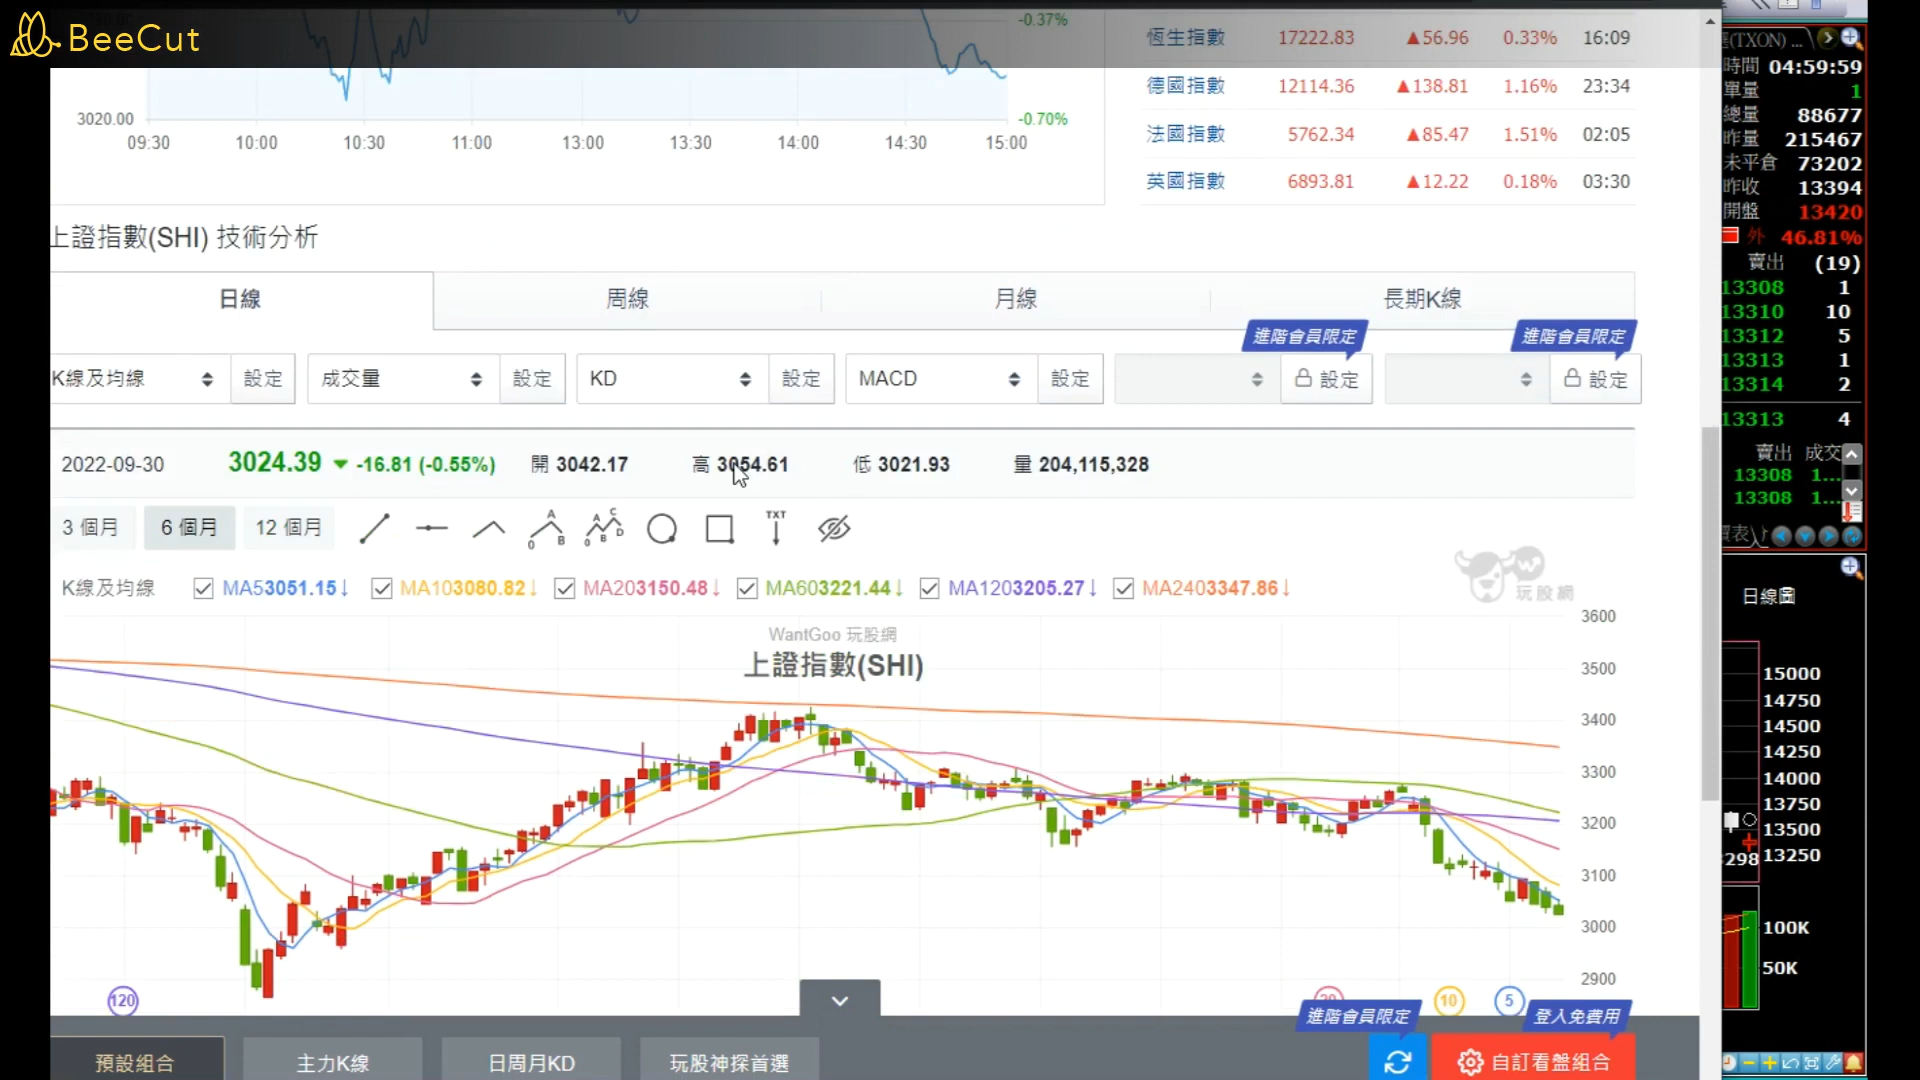 BeeCut
-0.37%
3020.00
-0.70%
09:30 10:00 10:30 11:00 13:00 13:30 14:00 14:30 15:00
恆生指數 17222.83 ▲56.96 0.33% 16:09
德國指數 12114.36 ▲138.81 1.16% 23:34
法國指數 5762.34 ▲85.47 1.51% 02:05
英國指數 6893.81 ▲12.22 0.18% 03:30
上證指數(SHI) 技術分析
日線 周線 月線 長期K線
進階會員限定 進階會員限定
K線及均線 設定 成交量 設定 KD 設定 MACD 設定 設定 設定
2022-09-30 3024.39 ▼ -16.81 (-0.55%) 開 3042.17 高 3054.61 低 3021.93 量 204,115,328
3 個月 6 個月 12 個月 TXT
K線及均線 MA53051.15↓ MA103080.82↓ MA203150.48↓ MA603221.44↓ MA1203205.27↓ MA2403347.86↓
玩股網
WantGoo 玩股網
上證指數(SHI)
3600
3500
3400
3300
3200
3100
3000
2900
120 20 10 5
進階會員限定 登入免費用
預設組合 主力K線 日周月KD 玩股神探首選 自訂看盤組合
(TXON) ...
時間 04:59:59
單量 1
總量 88677
昨量 215467
未平倉 73202
昨收 13394
開盤 13420
外 46.81%
賣出 (19)
13308 1
13310 10
13312 5
13313 1
13314 2
13313 4
賣出 成交
13308 1...
13308 1...
日線圖
15000
14750
14500
14250
14000
13750
13500
298 13250
100K
50K